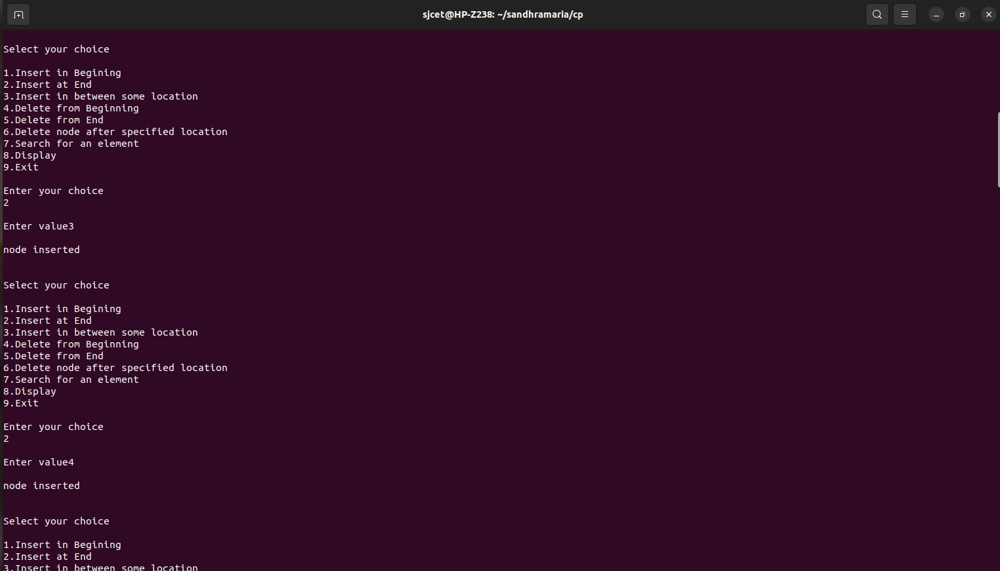 sjcet@HP-Z238: ~/sandhramaria/cp
Select your choice
1.Insert in Begining
2.Insert at End
3.Insert in between some location
4.Delete from Beginning
5.Delete from End
6.Delete node after specified location
7.Search for an element
8.Display
9.Exit
Enter your choice
2
Enter value3
node inserted
Select your choice
1.Insert in Begining
2.Insert at End
3.Insert in between some location
4.Delete from Beginning
5.Delete from End
6.Delete node after specified location
7.Search for an element
8.Display
9.Exit
Enter your choice
2
Enter value4
node inserted
Select your choice
1.Insert in Begining
2.Insert at End
3.Insert in between some location